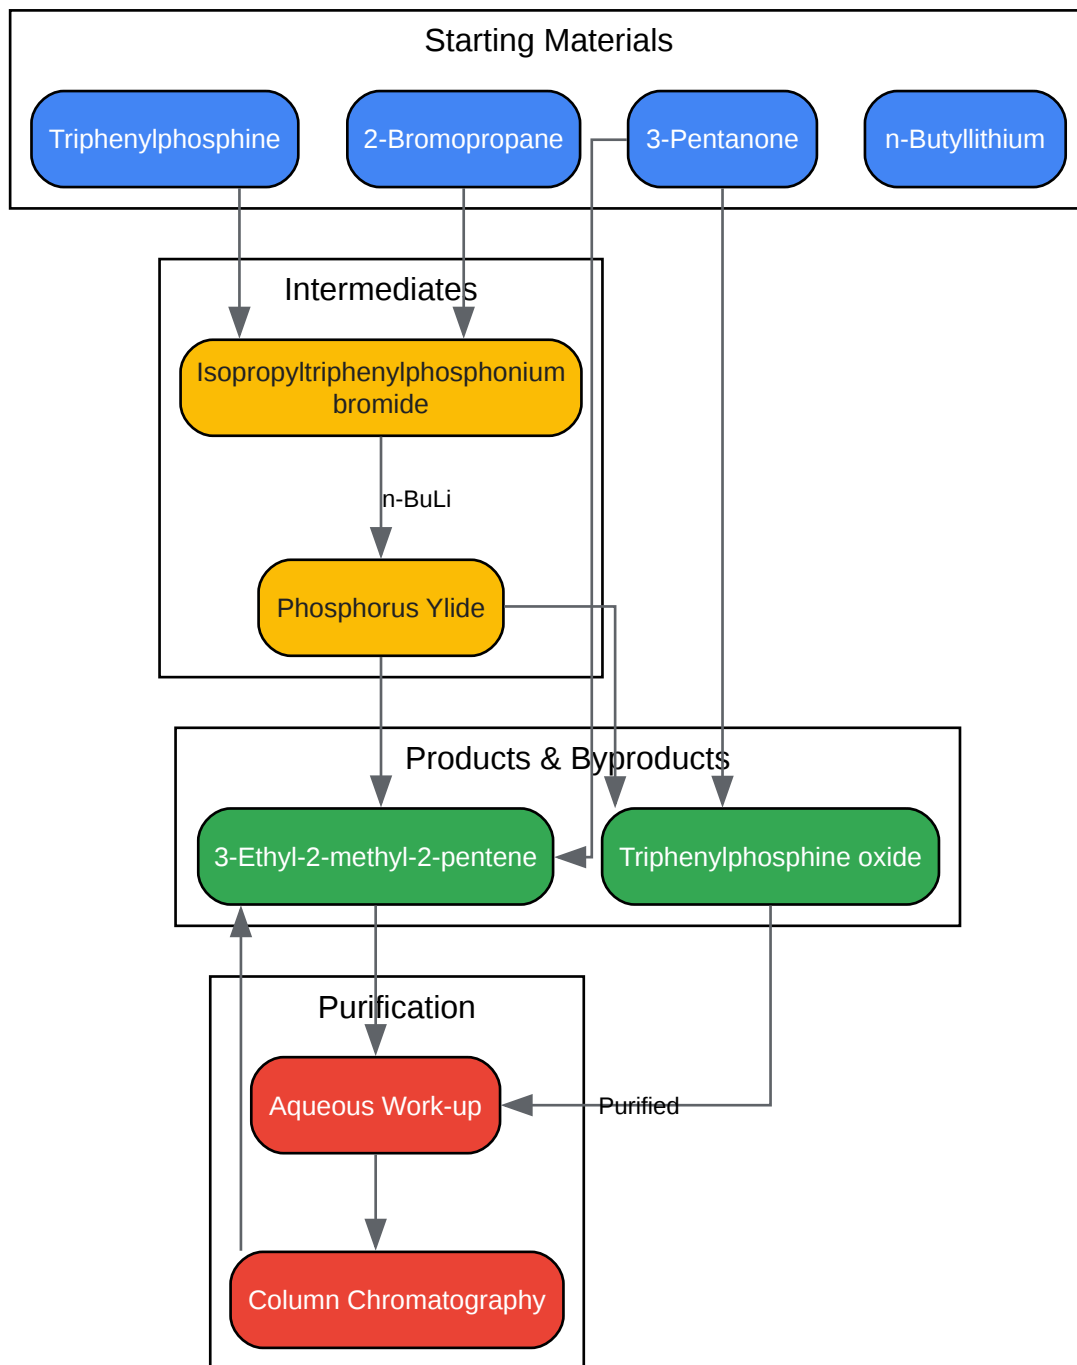 Starting Materials
Triphenylphosphine
2-Bromopropane
3-Pentanone
n-Butyllithium
Intermediates
Isopropyltriphenylphosphonium
bromide
n-BuLi
Phosphorus Ylide
Products & Byproducts
3-Ethyl-2-methyl-2-pentene
Triphenylphosphine oxide
Purification
Aqueous Work-up
Purified
Column Chromatography